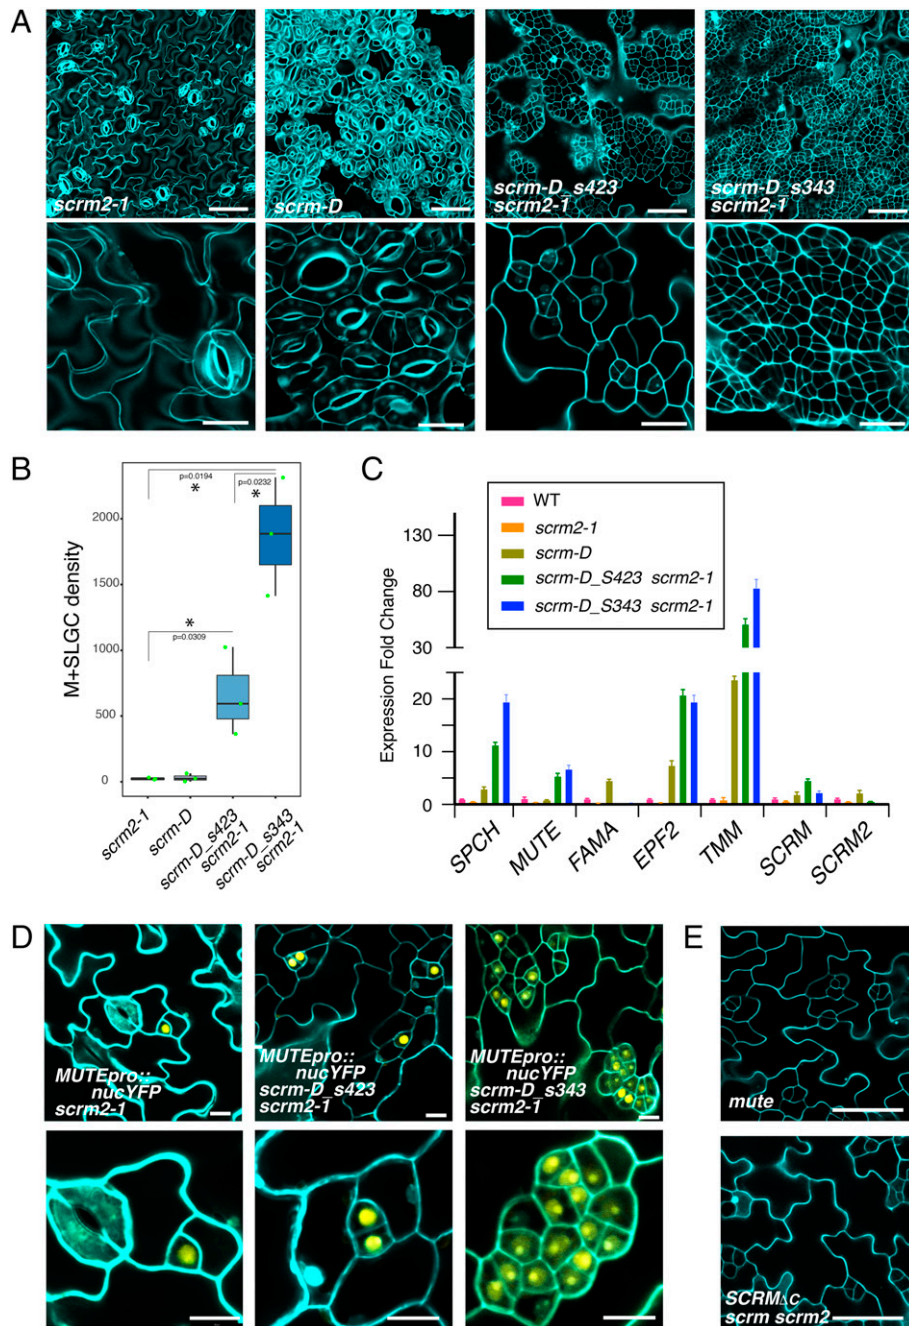 A
scrm2-1
scrm-D
scrm-D_s423
scrm2-1
scrm-D_s343
scrm2-1
B
M+SLGC density
2000
1500
1000
500
0
p=0.0194
*
p=0.0232
*
*
p=0.0309
scrm2-1
scrm-D
scrm-D_s423
scrm2-1
scrm-D_s343
scrm2-1
C
Expression Fold Change
130
80
30
20
10
0
WT
scrm2-1
scrm-D
scrm-D_S423 scrm2-1
scrm-D_S343 scrm2-1
SPCH
MUTE
FAMA
EPF2
TMM
SCRM
SCRM2
D
MUTEpro::
nucYFP
scrm2-1
MUTEpro::
nucYFP
scrm-D_s423
scrm2-1
MUTEpro::
nucYFP
scrm-D_s343
scrm2-1
E
mute
SCRMΔc
scrm scrm2